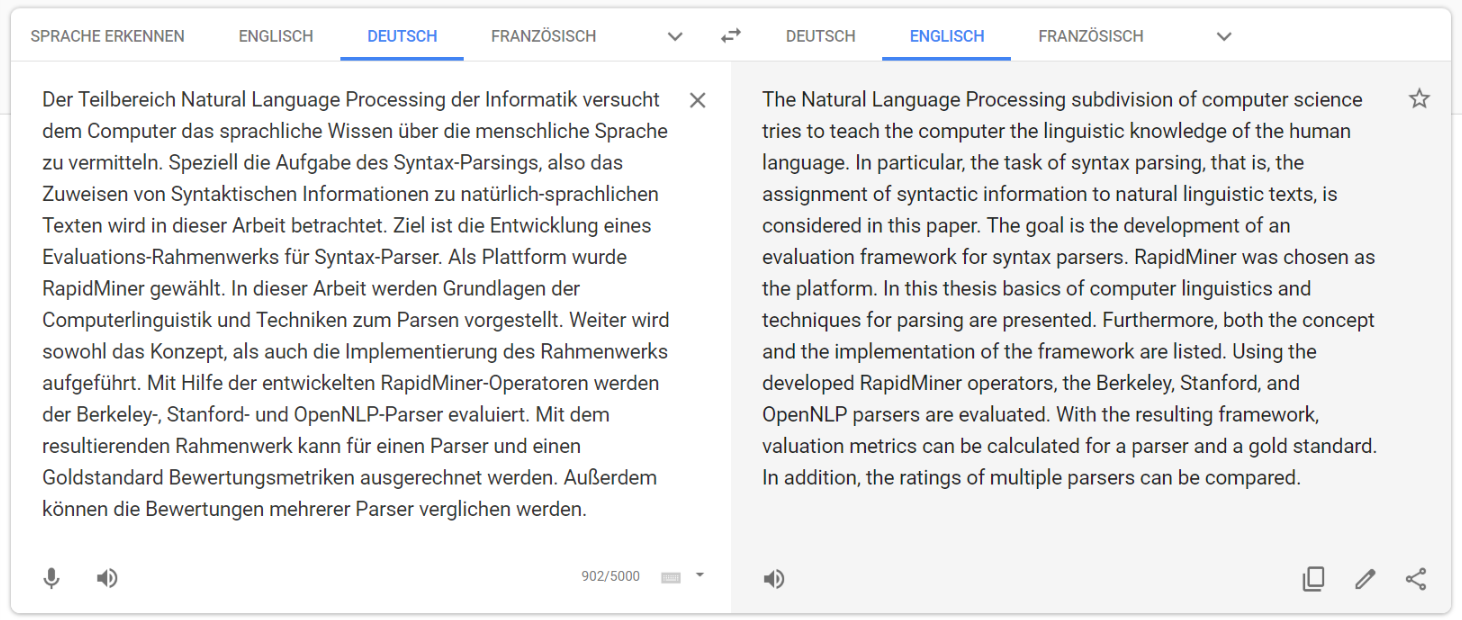 SPRACHE ERKENNEN ENGLISCH DEUTSCH FRANZÖSISCH DEUTSCH ENGLISCH FRANZÖSISCH
Der Teilbereich Natural Language Processing der Informatik versucht
dem Computer das sprachliche Wissen über die menschliche Sprache
zu vermitteln. Speziell die Aufgabe des Syntax-Parsings, also das
Zuweisen von Syntaktischen Informationen zu natürlich-sprachlichen
Texten wird in dieser Arbeit betrachtet. Ziel ist die Entwicklung eines
Evaluations-Rahmenwerks für Syntax-Parser. Als Plattform wurde
RapidMiner gewählt. In dieser Arbeit werden Grundlagen der
Computerlinguistik und Techniken zum Parsen vorgestellt. Weiter wird
sowohl das Konzept, als auch die Implementierung des Rahmenwerks
aufgeführt. Mit Hilfe der entwickelten RapidMiner-Operatoren werden
der Berkeley-, Stanford- und OpenNLP-Parser evaluiert. Mit dem
resultierenden Rahmenwerk kann für einen Parser und einen
Goldstandard Bewertungsmetriken ausgerechnet werden. Außerdem
können die Bewertungen mehrerer Parser verglichen werden.
902/5000
The Natural Language Processing subdivision of computer science
tries to teach the computer the linguistic knowledge of the human
language. In particular, the task of syntax parsing, that is, the
assignment of syntactic information to natural linguistic texts, is
considered in this paper. The goal is the development of an
evaluation framework for syntax parsers. RapidMiner was chosen as
the platform. In this thesis basics of computer linguistics and
techniques for parsing are presented. Furthermore, both the concept
and the implementation of the framework are listed. Using the
developed RapidMiner operators, the Berkeley, Stanford, and
OpenNLP parsers are evaluated. With the resulting framework,
valuation metrics can be calculated for a parser and a gold standard.
In addition, the ratings of multiple parsers can be compared.